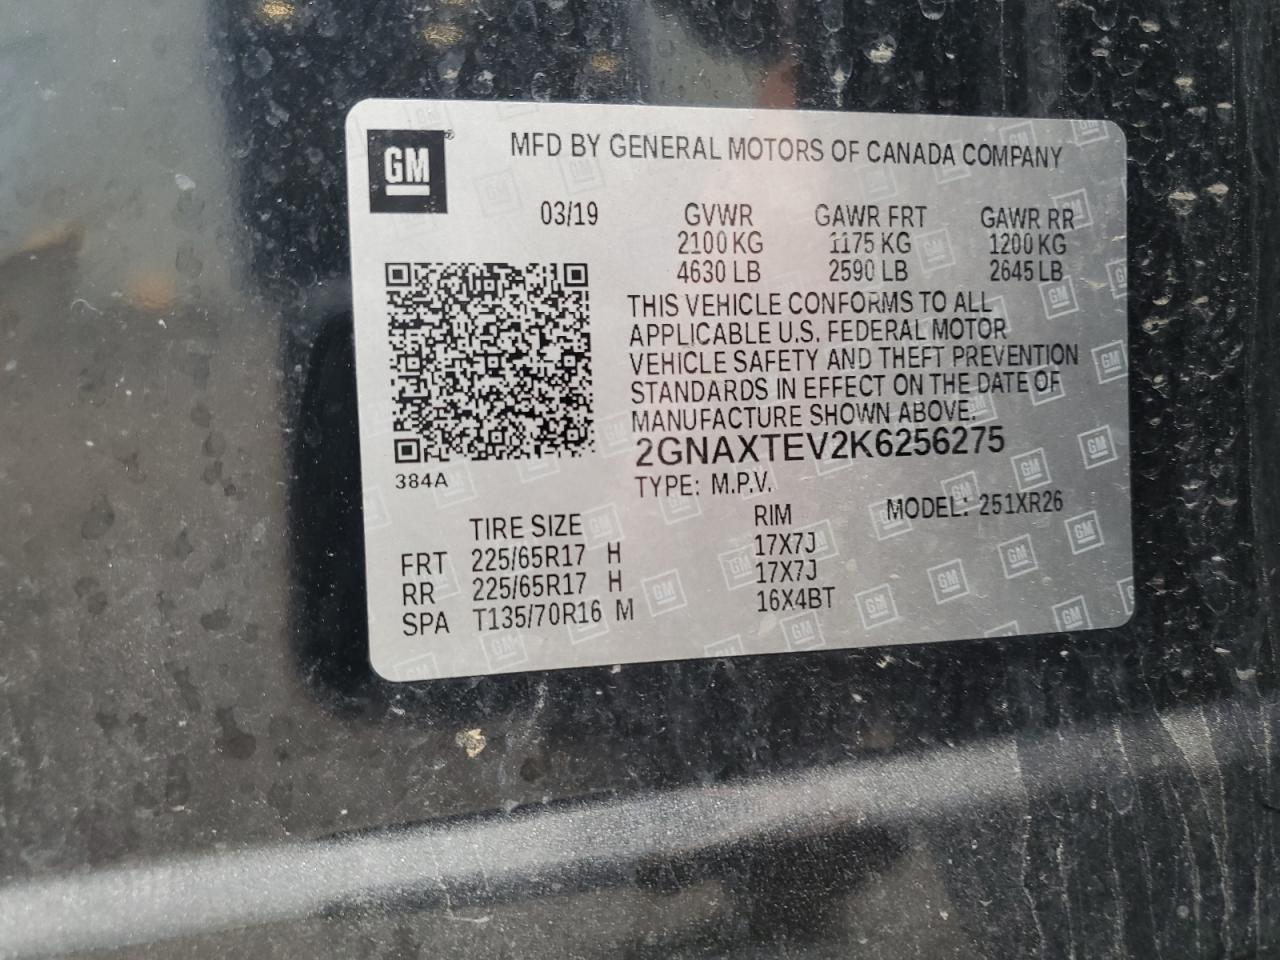 GM
MFD BY GENERAL MOTORS OF CANADA COMPANY
03/19 GVWR GAWR FRT GAWR RR
2100 KG 1175 KG 1200 KG
4630 LB 2590 LB 2645 LB
THIS VEHICLE CONFORMS TO ALL
APPLICABLE U.S. FEDERAL MOTOR
VEHICLE SAFETY AND THEFT PREVENTION
STANDARDS IN EFFECT ON THE DATE OF
MANUFACTURE SHOWN ABOVE.
2GNAXTEV2K6256275
384A
TYPE: M.P.V. MODEL: 251XR26
TIRE SIZE RIM
FRT 225/65R17 H 17X7J
RR 225/65R17 H 17X7J
SPA T135/70R16 M 16X4BT